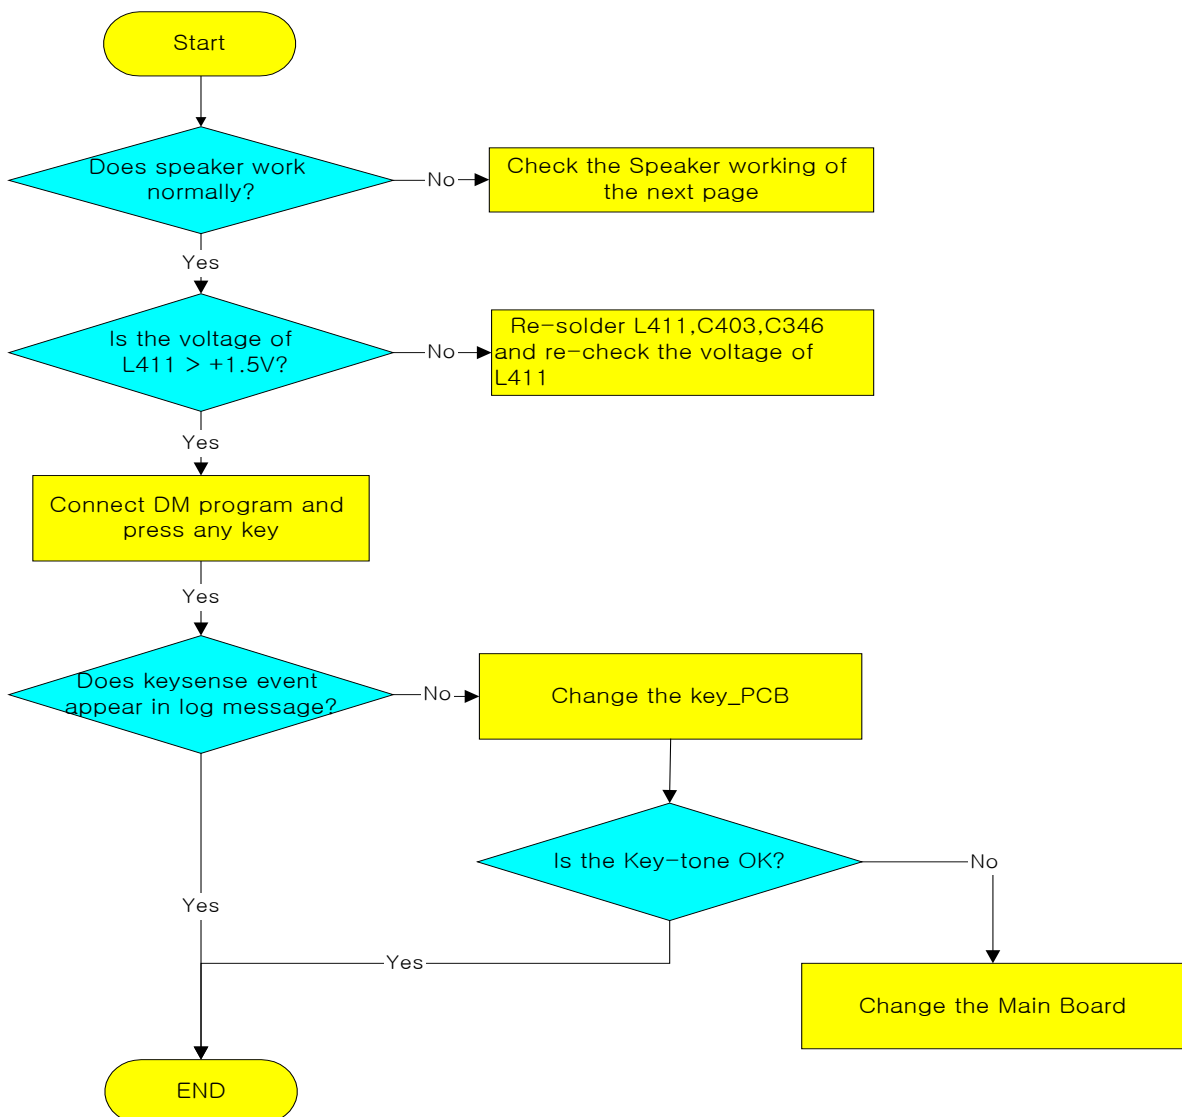 Start
Does speaker work
normally?
No
Check the Speaker working of
the next page
Yes
Is the voltage of
L411 > +1.5V?
No
Re-solder L411,C403,C346
and re-check the voltage of
L411
Yes
Connect DM program and
press any key
Yes
Does keysense event
appear in log message?
No
Change the key_PCB
Is the Key-tone OK?
No
Yes
Yes
Change the Main Board
END